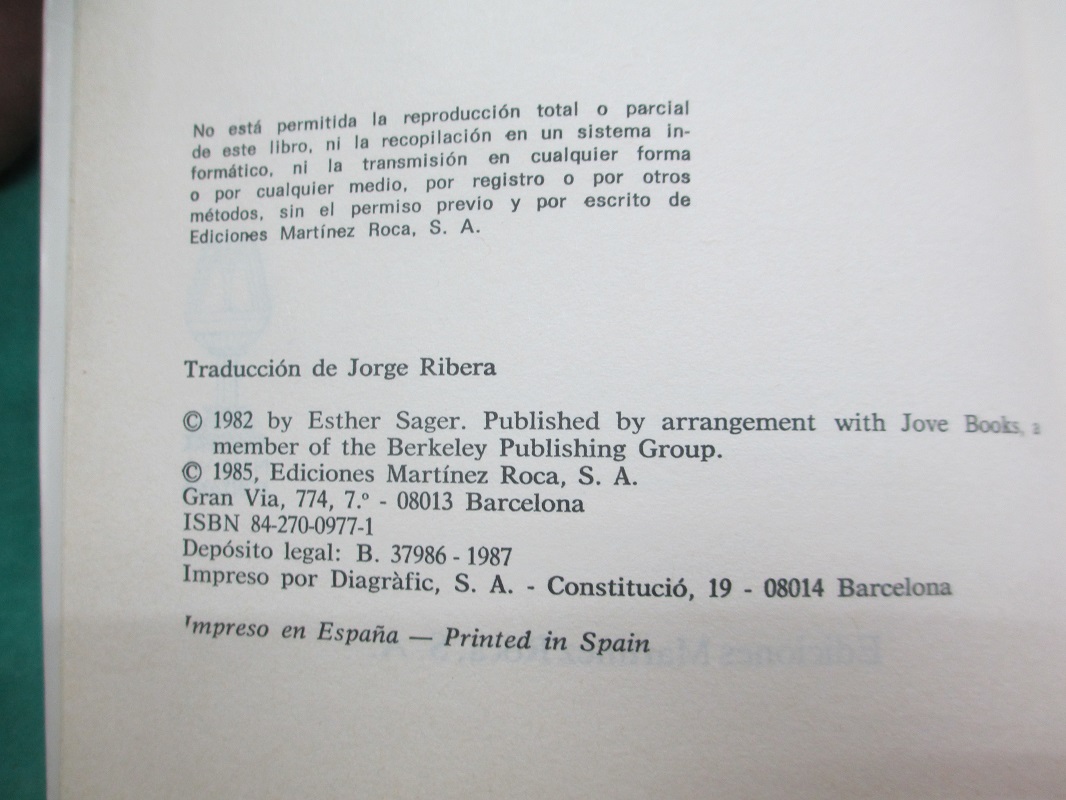 No está permitida la reproducción total o parcial
de este libro, ni la recopilación en un sistema in-
formático, ni la transmisión en cualquier forma
o por cualquier medio, por registro o por otros
métodos, sin el permiso previo y por escrito de
Ediciones Martínez Roca, S. A.
Traducción de Jorge Ribera
© 1982 by Esther Sager. Published by arrangement with Jove Books, a
member of the Berkeley Publishing Group.
© 1985, Ediciones Martínez Roca, S. A.
Gran Via, 774, 7.º - 08013 Barcelona
ISBN 84-270-0977-1
Depósito legal: B. 37986 - 1987
Impreso por Diagràfic, S. A. - Constitució, 19 - 08014 Barcelona
Impreso en España — Printed in Spain